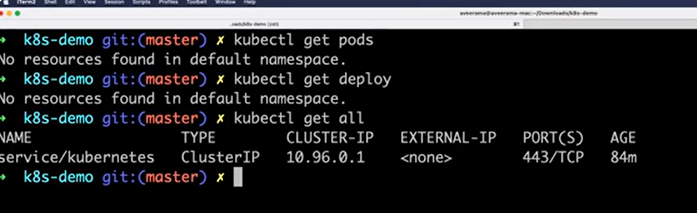 iTerm2 Shell Edit View Session Scripts Profiles Toolbelt Window Help
aveerama@aveerama-mac:~/Downloads/k8s-demo
..oads/k8s-demo (zsh)
➜ k8s-demo git:(master) ✗ kubectl get pods
No resources found in default namespace.
➜ k8s-demo git:(master) ✗ kubectl get deploy
No resources found in default namespace.
➜ k8s-demo git:(master) ✗ kubectl get all
NAME TYPE CLUSTER-IP EXTERNAL-IP PORT(S) AGE
service/kubernetes ClusterIP 10.96.0.1 <none> 443/TCP 84m
➜ k8s-demo git:(master) ✗